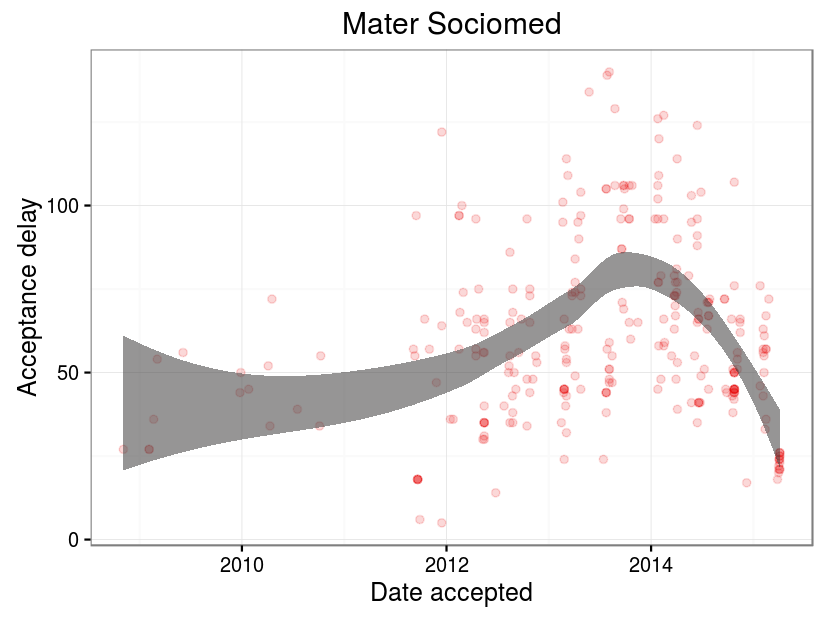 Mater Sociomed
Acceptance delay
100
50
0
2010 2012 2014
Date accepted